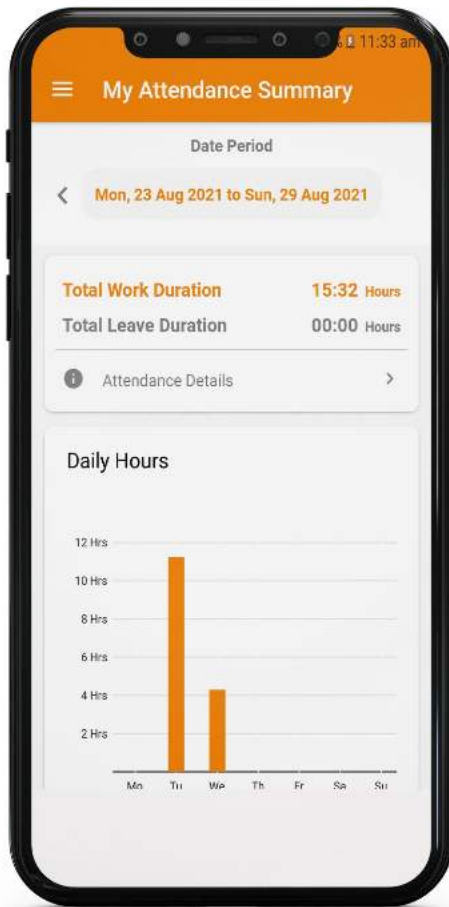 11:33 am
My Attendance Summary
Date Period
Mon, 23 Aug 2021 to Sun, 29 Aug 2021
Total Work Duration 15:32 Hours
Total Leave Duration 00:00 Hours
Attendance Details
Daily Hours
12 Hrs
10 Hrs
8 Hrs
6 Hrs
4 Hrs
2 Hrs
Mo Tu We Th Fr Sa Su